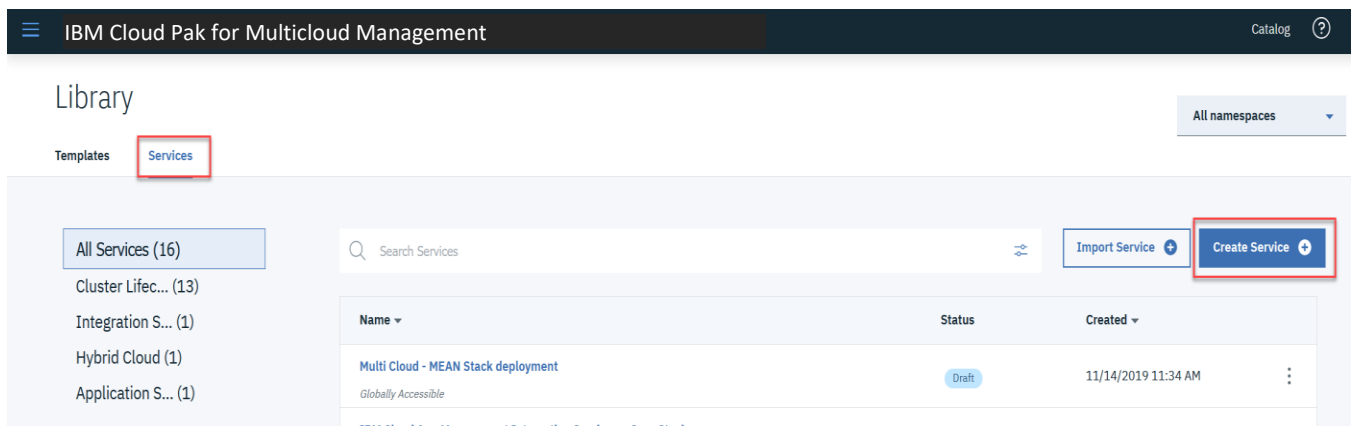 IBM Cloud Pak for Multicloud Management
Catalog
Library
All namespaces
Templates Services
All Services (16)
Search Services
Import Service
Create Service
Cluster Lifec... (13)
Integration S... (1)
Hybrid Cloud (1)
Application S... (1)
Name Status Created
Multi Cloud - MEAN Stack deployment Draft 11/14/2019 11:34 AM
Globally Accessible